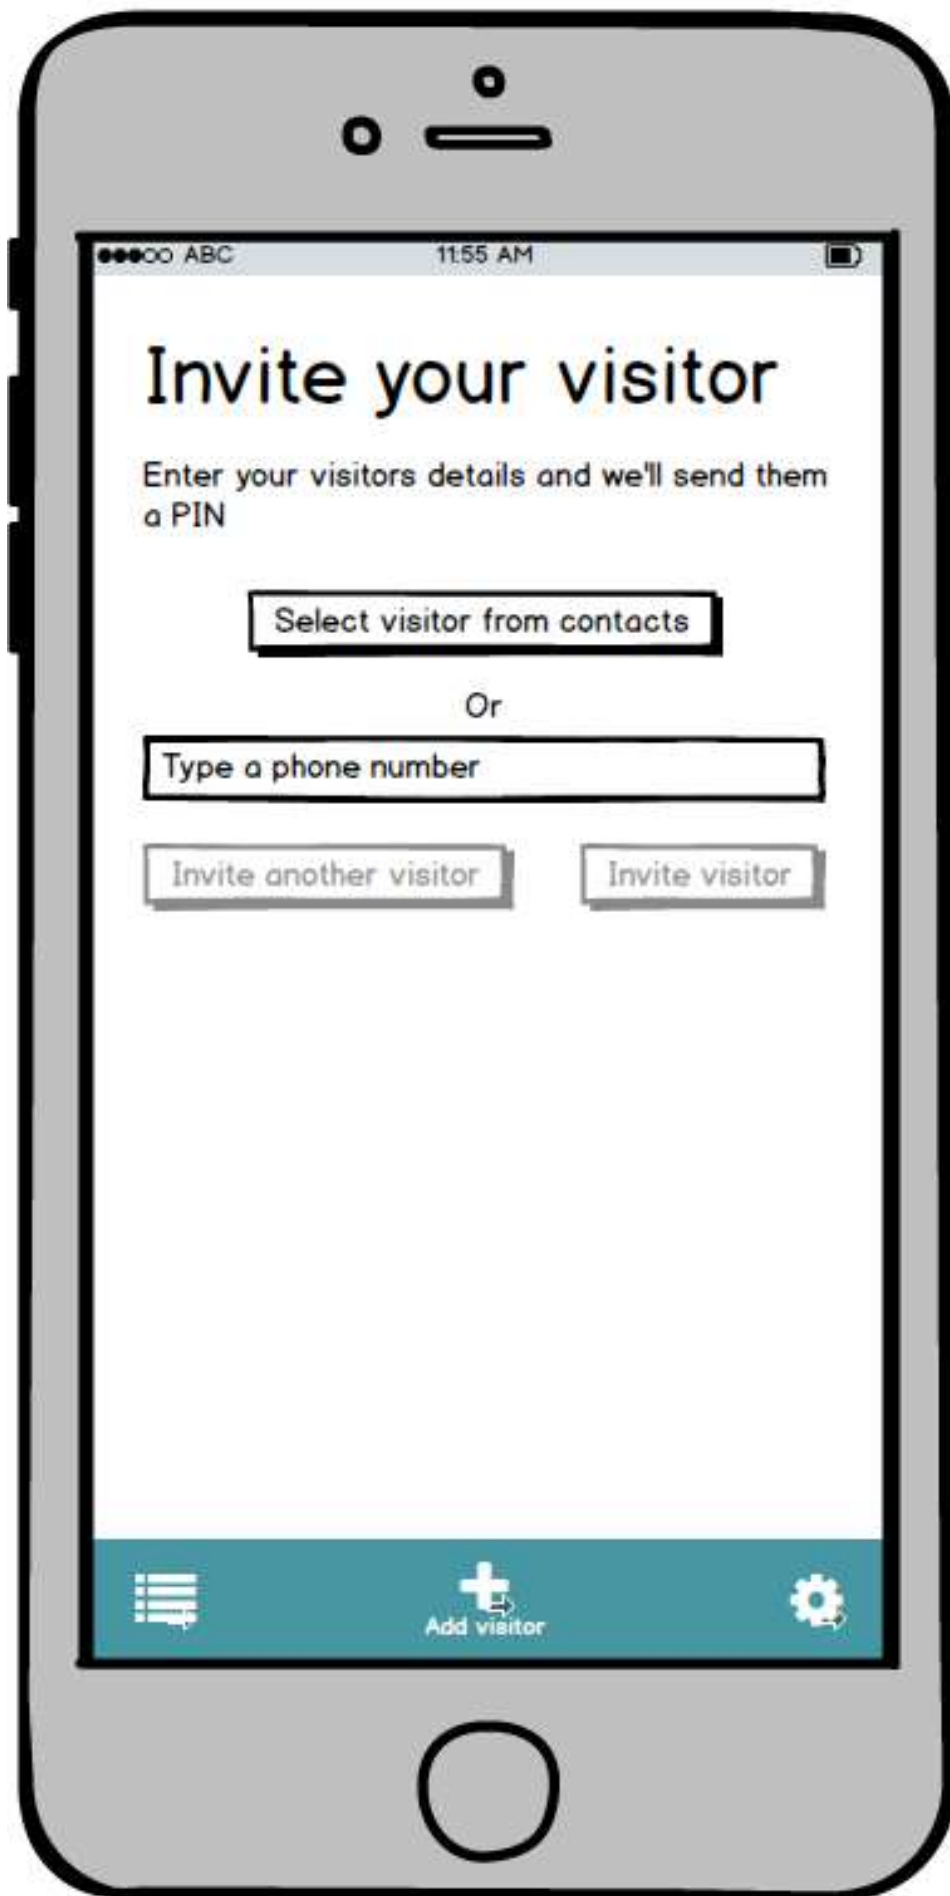 ABC 11:55 AM
Invite your visitor
Enter your visitors details and we'll send them
a PIN
Select visitor from contacts
Or
Type a phone number
Invite another visitor Invite visitor
Add visitor